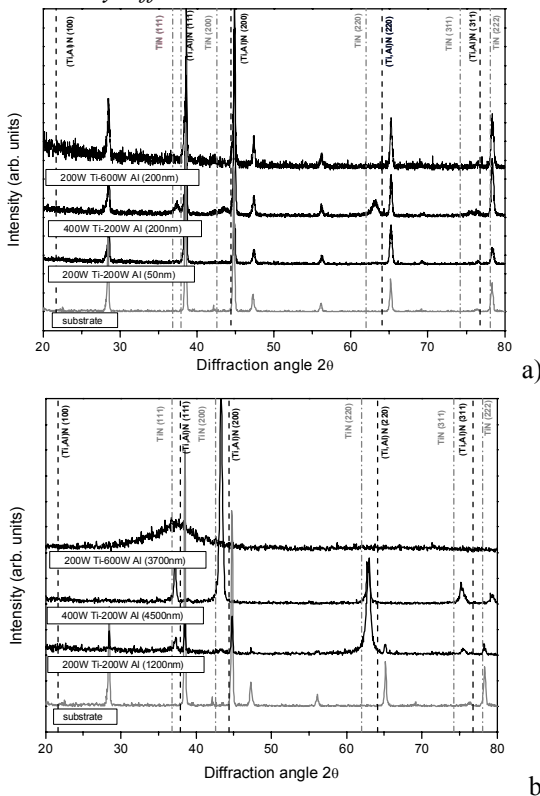 (Ti,Al)N (100)
TiN (111)
(Ti,Al)N (111)
TiN (200)
(Ti,Al)N (200)
TiN (220)
(Ti,Al)N (220)
TiN (311)
(Ti,Al)N (311)
TiN (222)
Intensity (arb. units)
200W Ti-600W Al (200nm)
400W Ti-200W Al (200nm)
200W Ti-200W Al (50nm)
substrate
20 30 40 50 60 70 80
Diffraction angle 2θ
a)
(Ti,Al)N (100)
TiN (111)
(Ti,Al)N (111)
TiN (200)
(Ti,Al)N (200)
TiN (220)
(Ti,Al)N (220)
TiN (311)
(Ti,Al)N (311)
TiN (222)
Intensity (arb. units)
200W Ti-600W Al (3700nm)
400W Ti-200W Al (4500nm)
200W Ti-200W Al (1200nm)
substrate
20 30 40 50 60 70 80
Diffraction angle 2θ
b